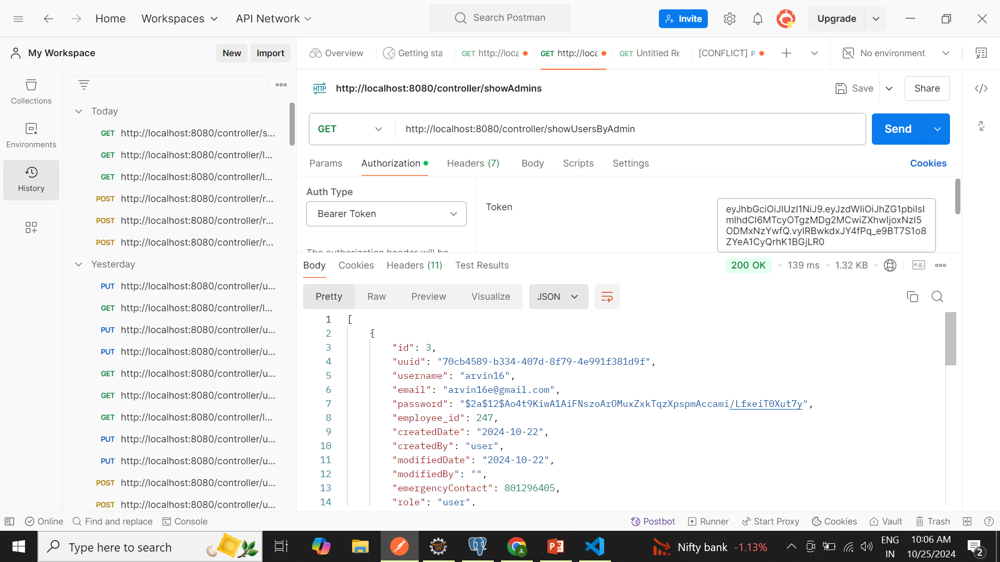 Home
Workspaces
API Network
Search Postman
Invite
Upgrade
My Workspace
New
Import
Overview
Getting sta
GET http://loca
GET http://loca
GET Untitled Re
[CONFLICT] P
No environment
Collections
Environments
History
Today
GET http://localhost:8080/controller/s...
GET http://localhost:8080/controller/l...
GET http://localhost:8080/controller/l...
POST http://localhost:8080/controller/r...
POST http://localhost:8080/controller/r...
POST http://localhost:8080/controller/r...
Yesterday
PUT http://localhost:8080/controller/u...
GET http://localhost:8080/controller/l...
PUT http://localhost:8080/controller/u...
PUT http://localhost:8080/controller/u...
GET http://localhost:8080/controller/u...
GET http://localhost:8080/controller/u...
GET http://localhost:8080/controller/l...
PUT http://localhost:8080/controller/u...
PUT http://localhost:8080/controller/u...
POST http://localhost:8080/controller/u...
POST http://localhost:8080/controller/u...
HTTP http://localhost:8080/controller/showAdmins
Save
Share
GET http://localhost:8080/controller/showUsersByAdmin
Send
Params
Authorization
Headers (7)
Body
Scripts
Settings
Cookies
Auth Type
Bearer Token
The authorization header will be
Token
eyJhbGciOiJIUzI1NiJ9.eyJzdWIiOiJhZG1pbiIsI
mlhdCI6MTcyOTgzMDg2MCwiZXhwIjoxNzI5
ODMxNzYwfQ.vyIRBwkdxJY4fPq_e9BT7S1o8
ZYeA1CyQrhK1BGjLR0
Body
Cookies
Headers (11)
Test Results
200 OK
139 ms
1.32 KB
e.g.
Pretty
Raw
Preview
Visualize
JSON
1 [
2 {
3 "id": 3,
4 "uuid": "70cb4589-b334-407d-8f79-4e991f381d9f",
5 "username": "arvin16",
6 "email": "arvin16e@gmail.com",
7 "password": "$2a$12$Ao4t9KiwA1AiFNszoArOMuxZxkTqzXpspmAccami/LfxeiT0Xut7y",
8 "employee_id": 247,
9 "createdDate": "2024-10-22",
10 "createdBy": "user",
11 "modifiedDate": "2024-10-22",
12 "modifiedBy": "",
13 "emergencyContact": 801296405,
14 "role": "user",
Online
Find and replace
Console
Postbot
Runner
Start Proxy
Cookies
Vault
Trash
Type here to search
Nifty bank -1.13%
ENG
IN
10:06 AM
10/25/2024
2